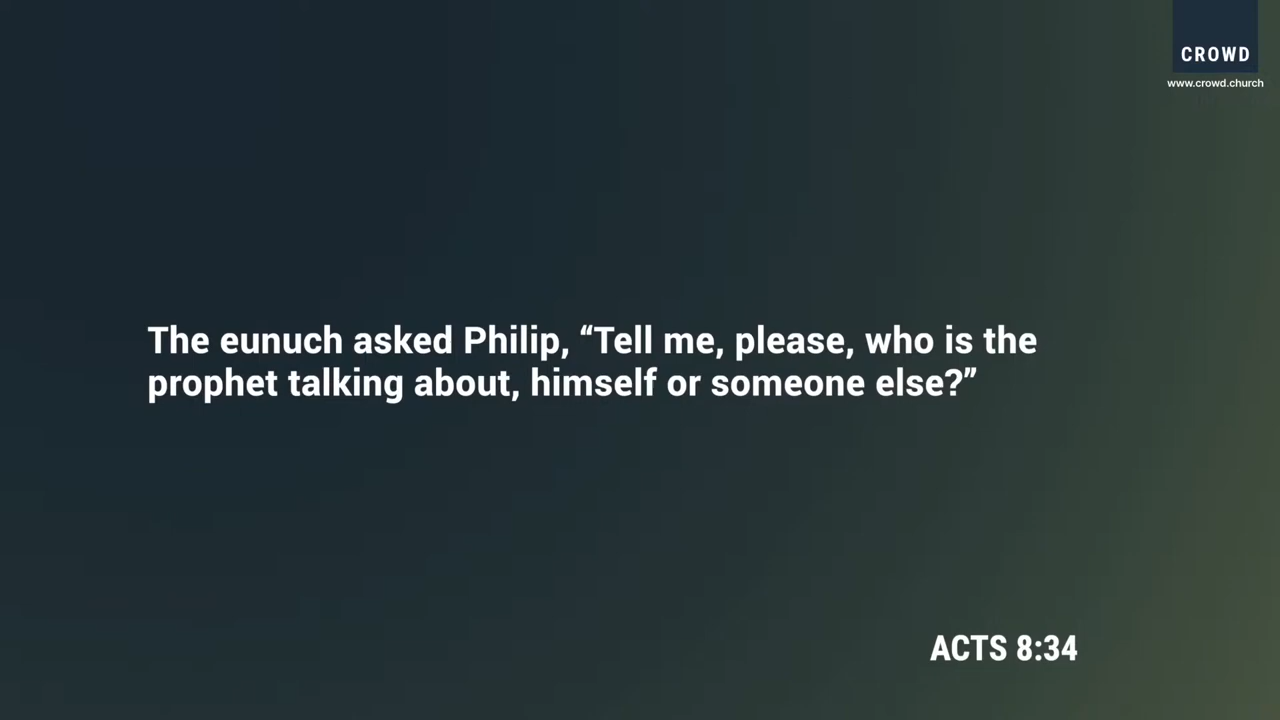 CROWD
www.crowd.church
The eunuch asked Philip, “Tell me, please, who is the
prophet talking about, himself or someone else?”
ACTS 8:34